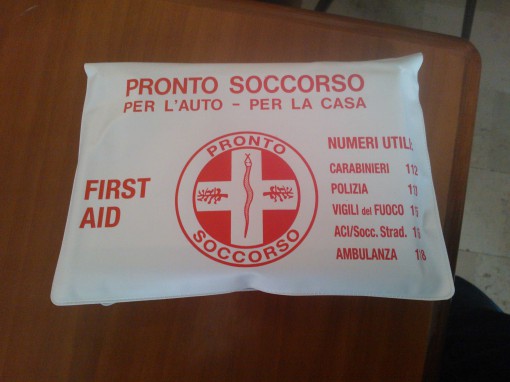 PRONTO SOCCORSO
PER L'AUTO - PER LA CASA
FIRST
AID
PRONTO
SOCCORSO
NUMERI UTILI
CARABINIERI 112
POLIZIA
VIGILI del FUOCO
ACI/Socc. Strad.
AMBULANZA 118